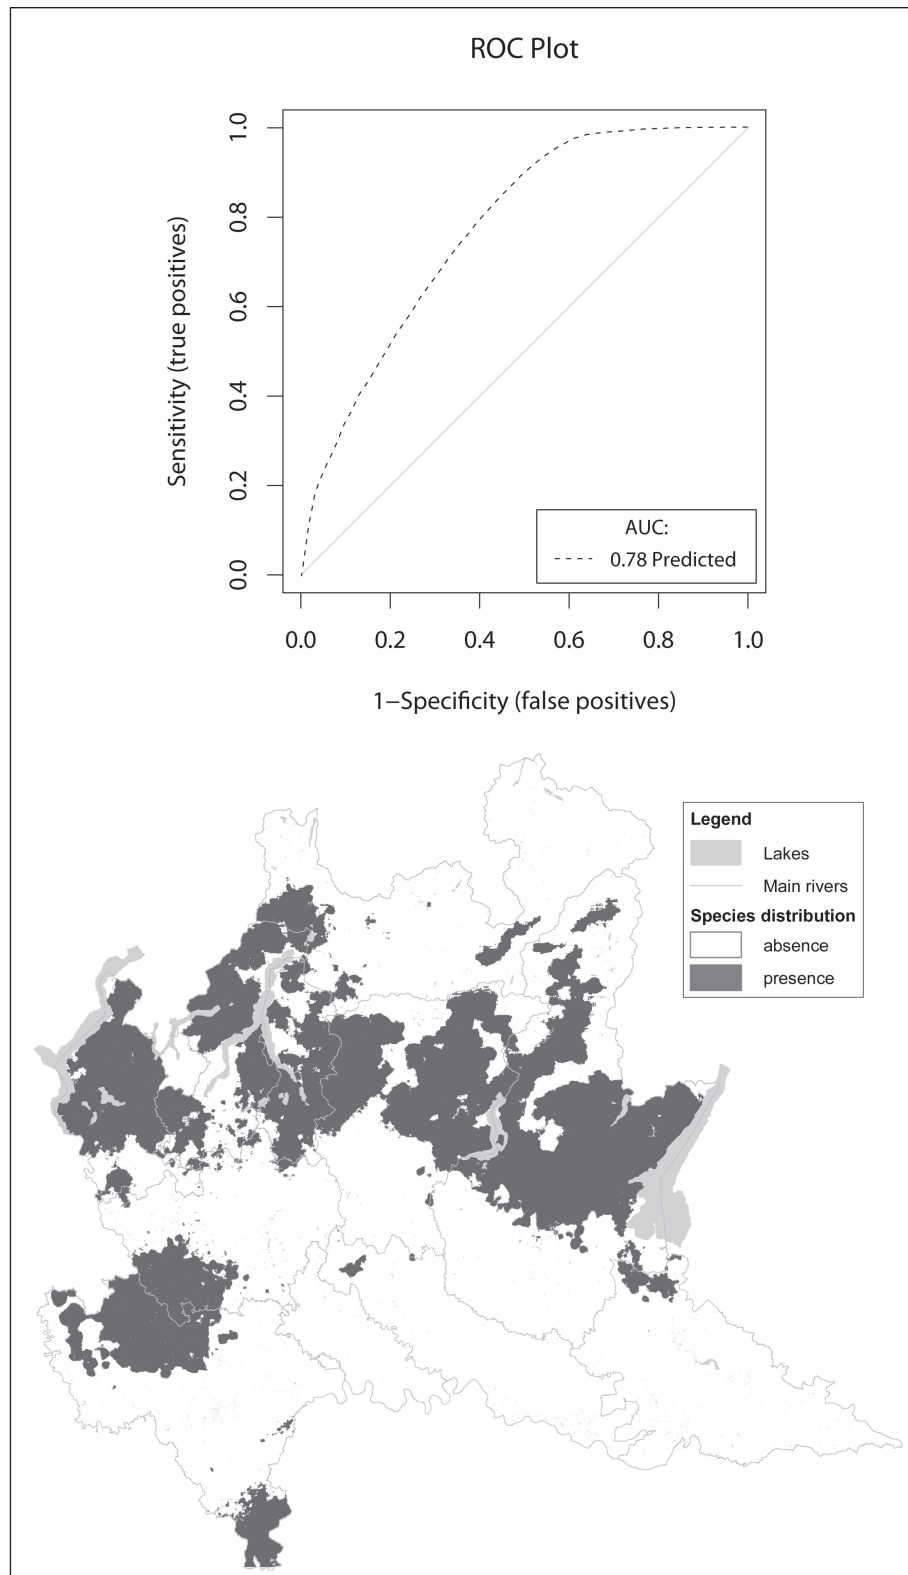 ROC Plot
1.0
0.8
0.6
0.4
0.2
0.0
Sensitivity (true positives)
AUC:
0.78 Predicted
0.0 0.2 0.4 0.6 0.8 1.0
1−Specificity (false positives)
Legend
Lakes
Main rivers
Species distribution
absence
presence